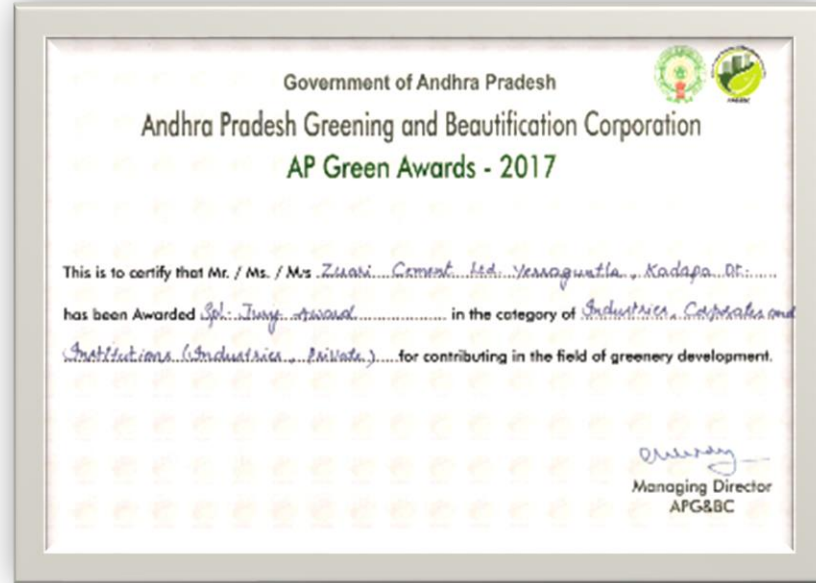 Government of Andhra Pradesh
Andhra Pradesh Greening and Beautification Corporation
AP Green Awards - 2017
This is to certify that Mr. / Ms. / M/s Zuari Cement Ltd. Yerraguntla, Kadapa Dt.
has been Awarded Spl. Jury Award in the category of Industries, Corporates and
Institutions (Industries, Private) for contributing in the field of greenery development.
Managing Director
APG&BC